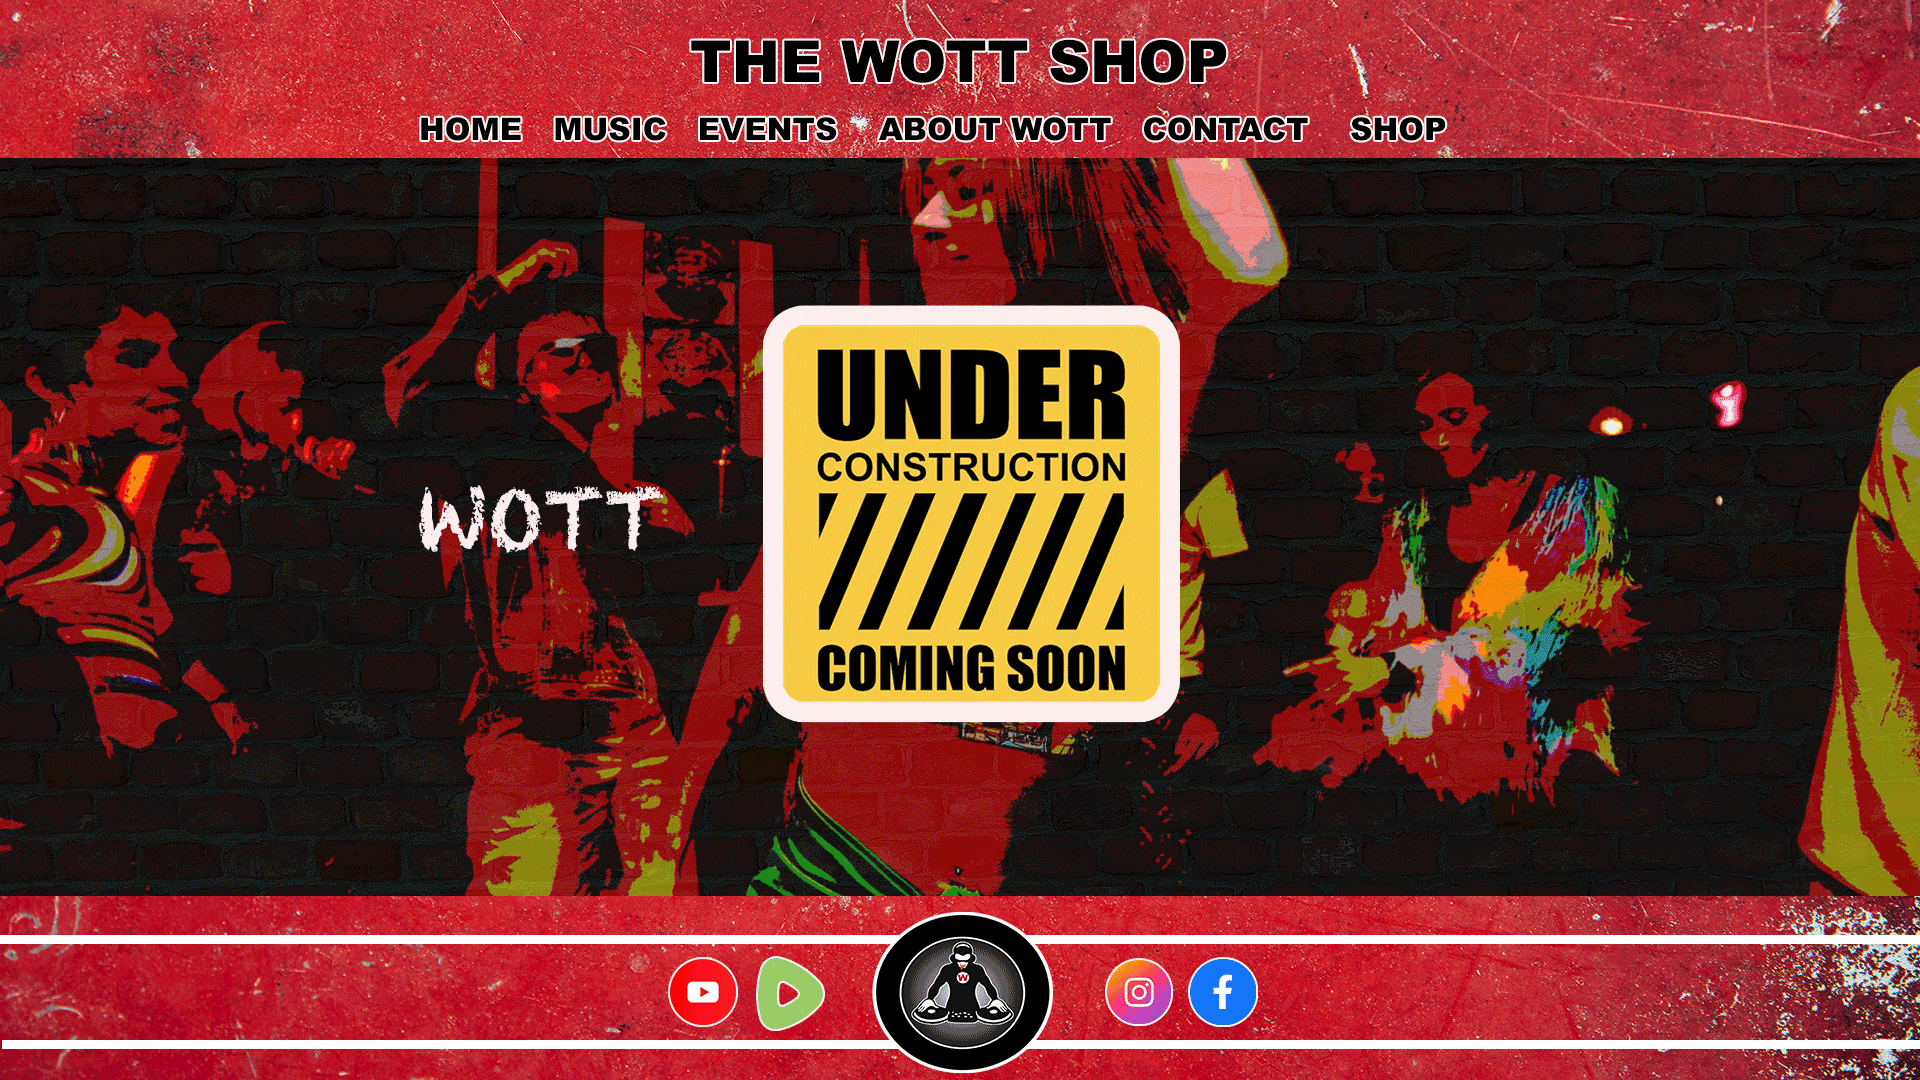 THE WOTT SHOP
HOME MUSIC EVENTS ABOUT WOTT CONTACT SHOP
WOTT
UNDER
CONSTRUCTION
COMING SOON
W